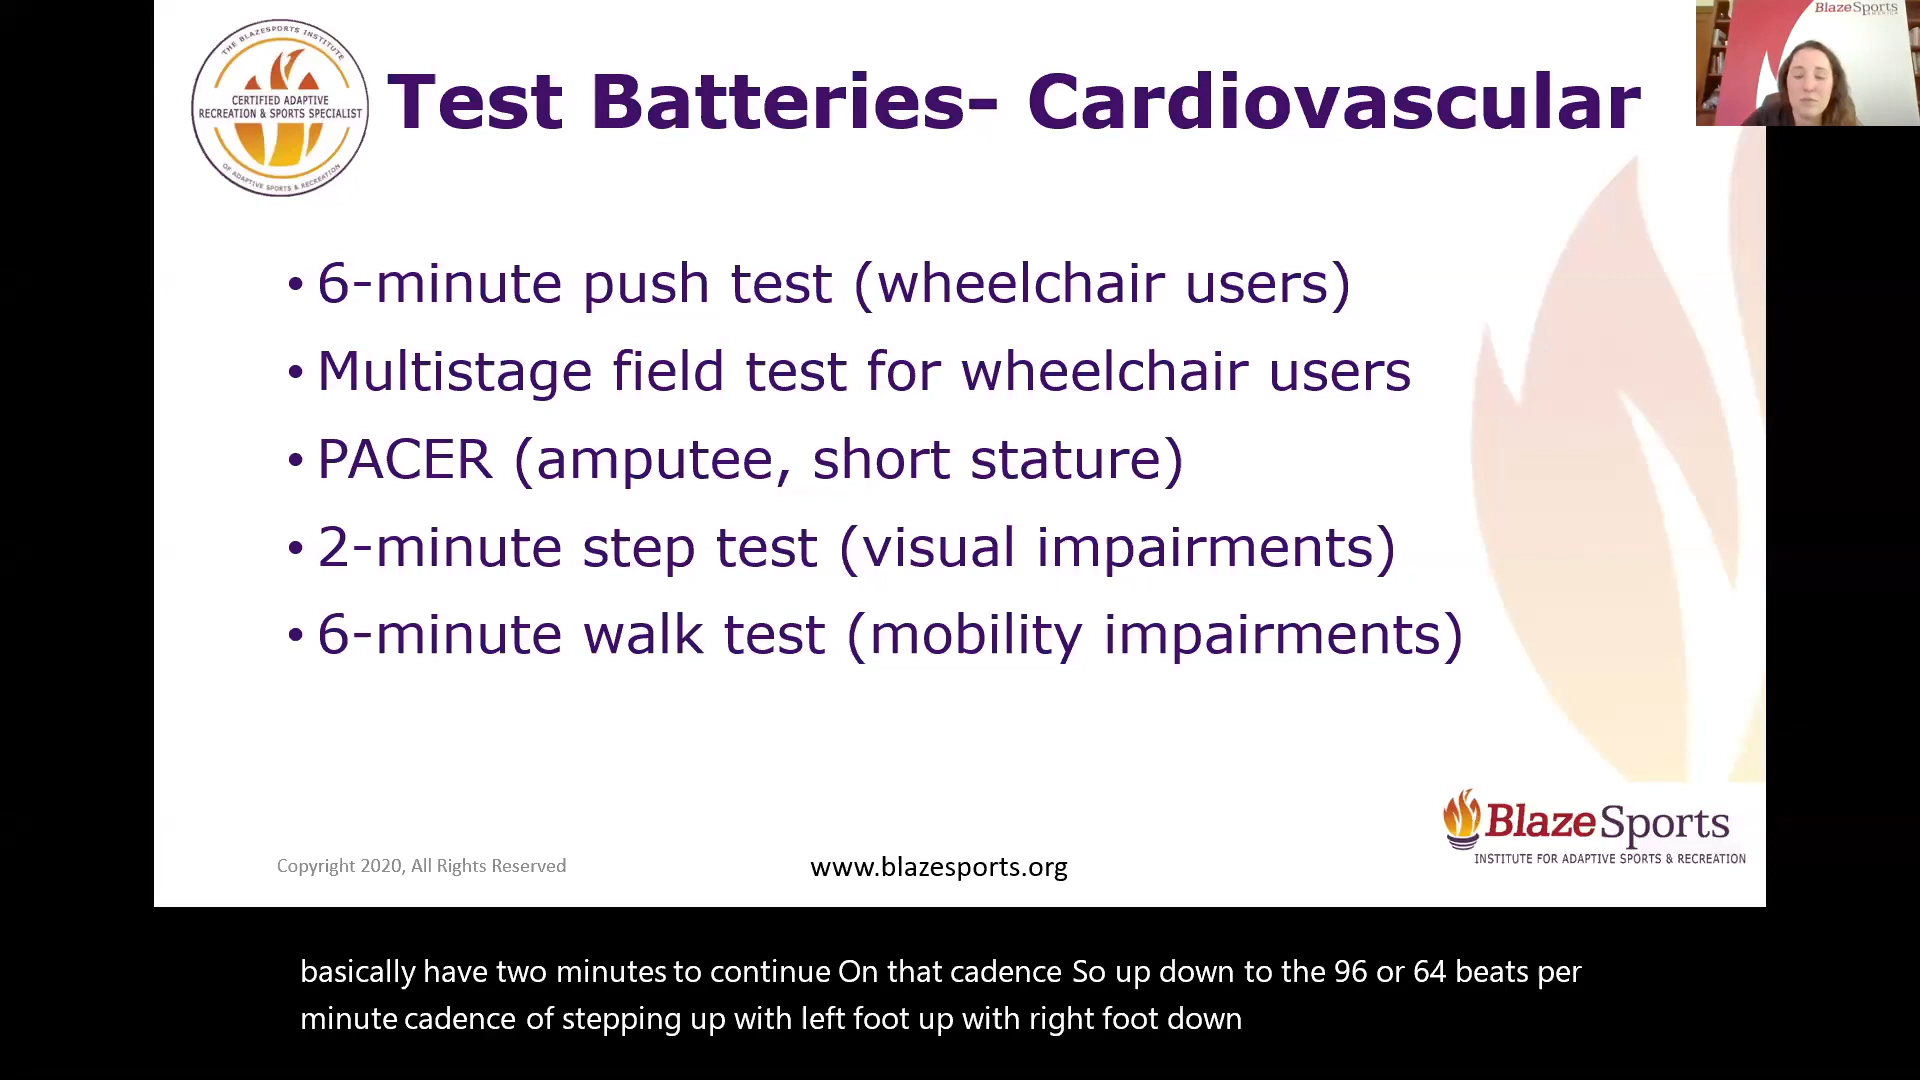 THE BLAZESPORTS INSTITUTE
CERTIFIED ADAPTIVE
RECREATION & SPORTS SPECIALIST
OF ADAPTIVE SPORTS & RECREATION
Test Batteries- Cardiovascular
BlazeSports
AMERICA
• 6-minute push test (wheelchair users)
• Multistage field test for wheelchair users
• PACER (amputee, short stature)
• 2-minute step test (visual impairments)
• 6-minute walk test (mobility impairments)
BlazeSports
INSTITUTE FOR ADAPTIVE SPORTS & RECREATION
Copyright 2020, All Rights Reserved
www.blazesports.org
basically have two minutes to continue On that cadence So up down to the 96 or 64 beats per
minute cadence of stepping up with left foot up with right foot down